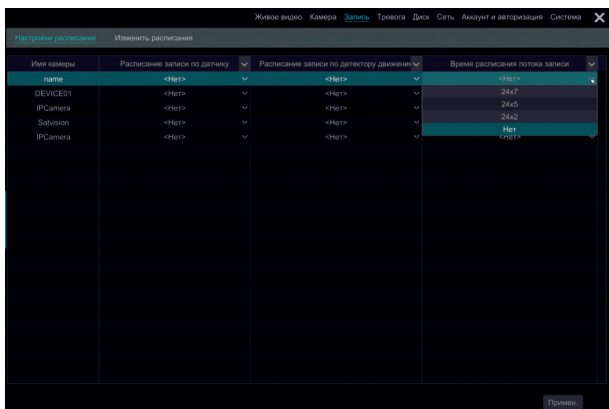 Живое видео Камера Запись Тревога Диск Сеть Аккаунт и авторизация Система
Настройки расписания Изменить расписания
Имя камеры Расписание записи по датчику Расписание записи по детектору движения Время расписания потока записи
name <Нет> <Нет> <Нет>
DEVICE01 <Нет> <Нет> 24x7
24x5
IPCamera <Нет> <Нет>
Satvision <Нет> <Нет> 24x2
Нет
IPCamera <Нет> <Нет> <Нет>
Примен.